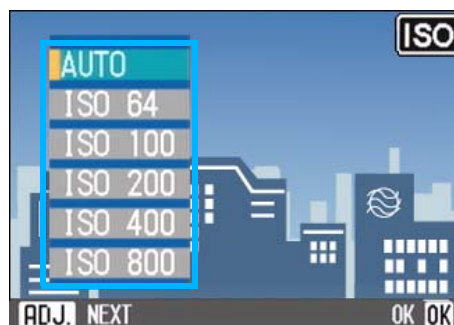 ISO
AUTO
ISO 64
ISO 100
ISO 200
ISO 400
ISO 800
ADJ. NEXT OK OK